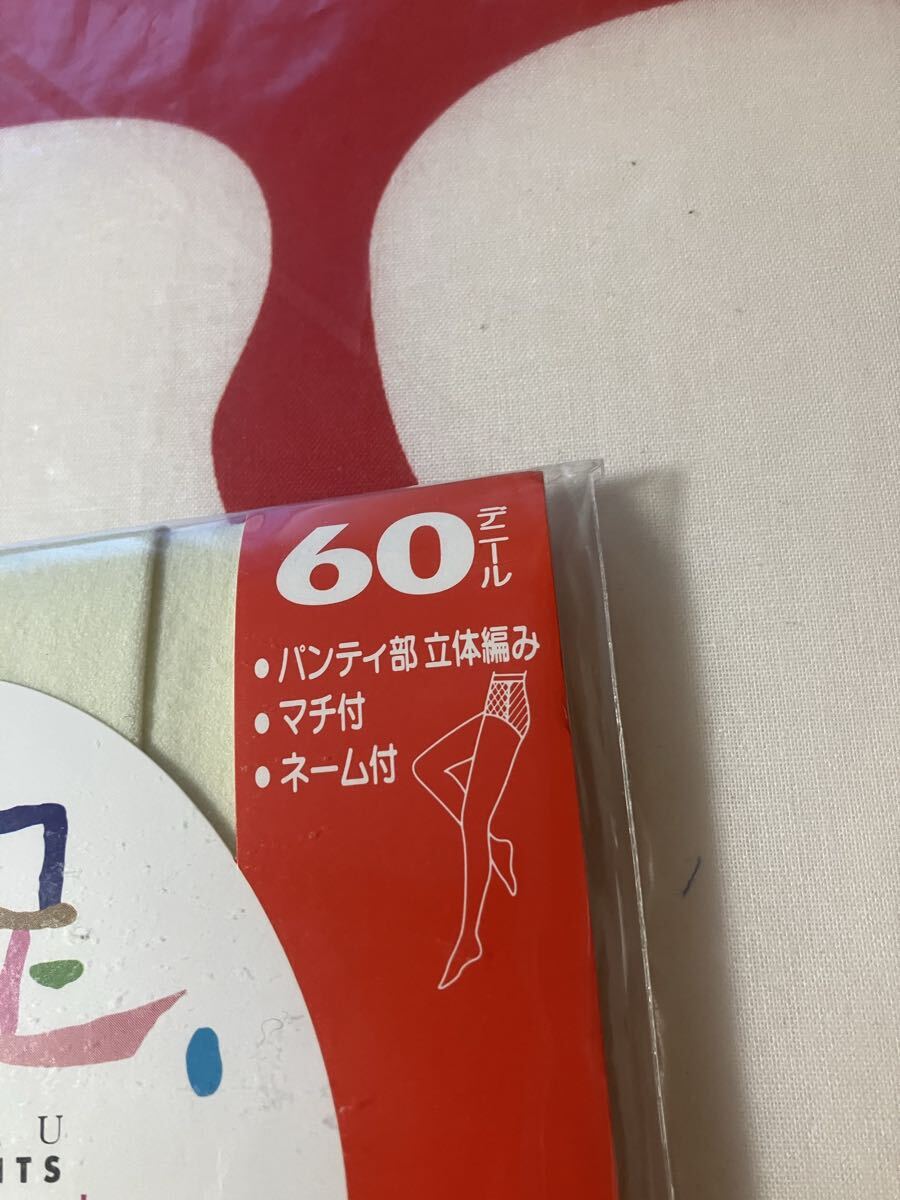 60デニール
• パンティ部 立体編み
• マチ付
• ネーム付
U